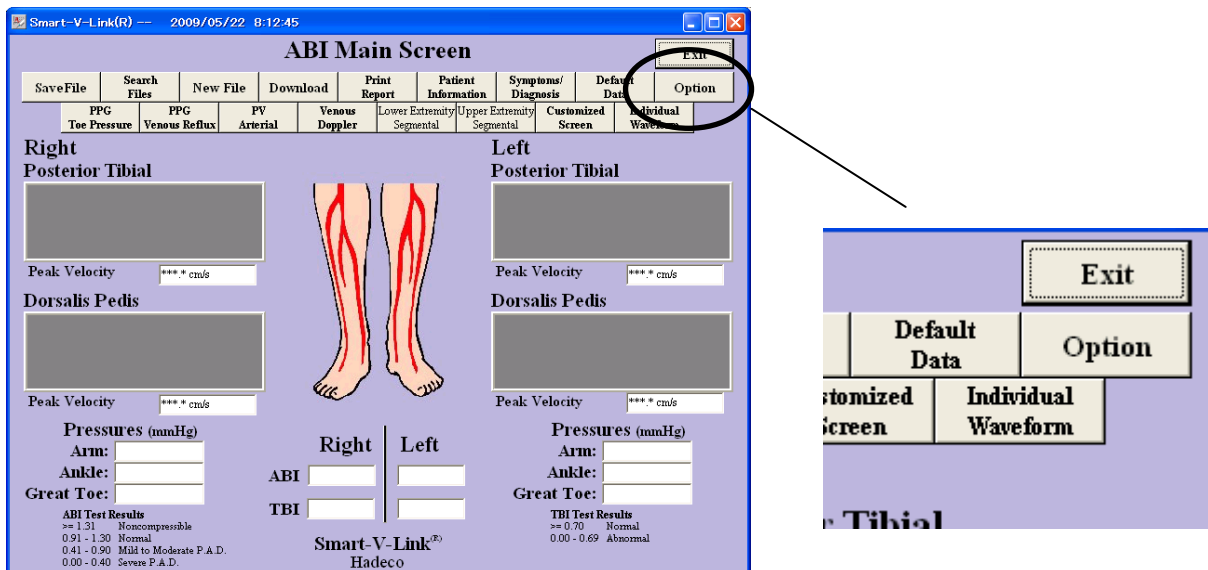 Smart-V-Link(R) -- 2009/05/22 8:12:45
ABI Main Screen
Exit
Save File
Search
Files
New File
Download
Print
Report
Patient
Information
Symptoms/
Diagnosis
Default
Data
Option
PPG
Toe Pressure
PPG
Venous Reflux
PV
Arterial
Venous
Doppler
Lower Extremity
Segmental
Upper Extremity
Segmental
Customized
Screen
Individual
Waveform
Right
Posterior Tibial
Peak Velocity ***.* cm/s
Dorsalis Pedis
Peak Velocity ***.* cm/s
Pressures (mmHg)
Arm:
Ankle:
Great Toe:
ABI Test Results
>= 1.31 Noncompressible
0.91 - 1.30 Normal
0.41 - 0.90 Mild to Moderate P.A.D.
0.00 - 0.40 Severe P.A.D.
Right Left
ABI
TBI
Smart-V-Link(R)
Hadeco
Left
Posterior Tibial
Peak Velocity ***.* cm/s
Dorsalis Pedis
Peak Velocity ***.* cm/s
Pressures (mmHg)
Arm:
Ankle:
Great Toe:
TBI Test Results
>= 0.70 Normal
0.00 - 0.69 Abnormal
Exit
Default
Data
Option
stomized
Screen
Individual
Waveform
r Tibial